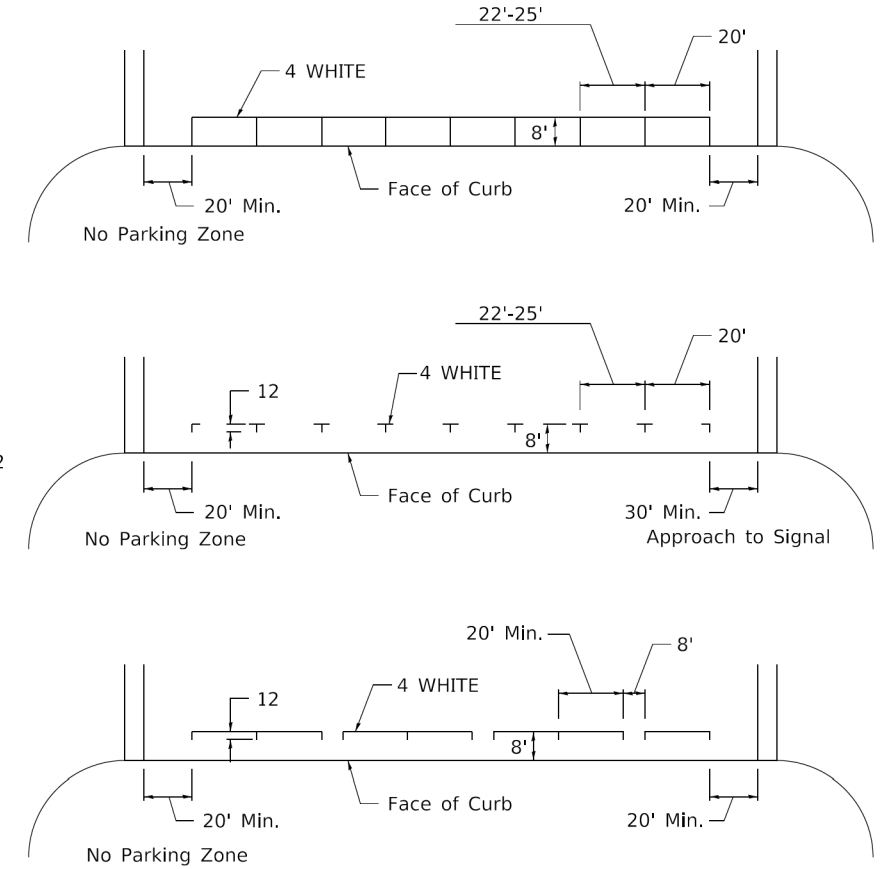 22'-25'
20'
4 WHITE
8'
Face of Curb
20' Min.
20' Min.
No Parking Zone
22'-25'
20'
4 WHITE
12
8'
2
Face of Curb
20' Min.
30' Min.
No Parking Zone
Approach to Signal
20' Min.
8'
4 WHITE
12
8'
Face of Curb
20' Min.
20' Min.
No Parking Zone